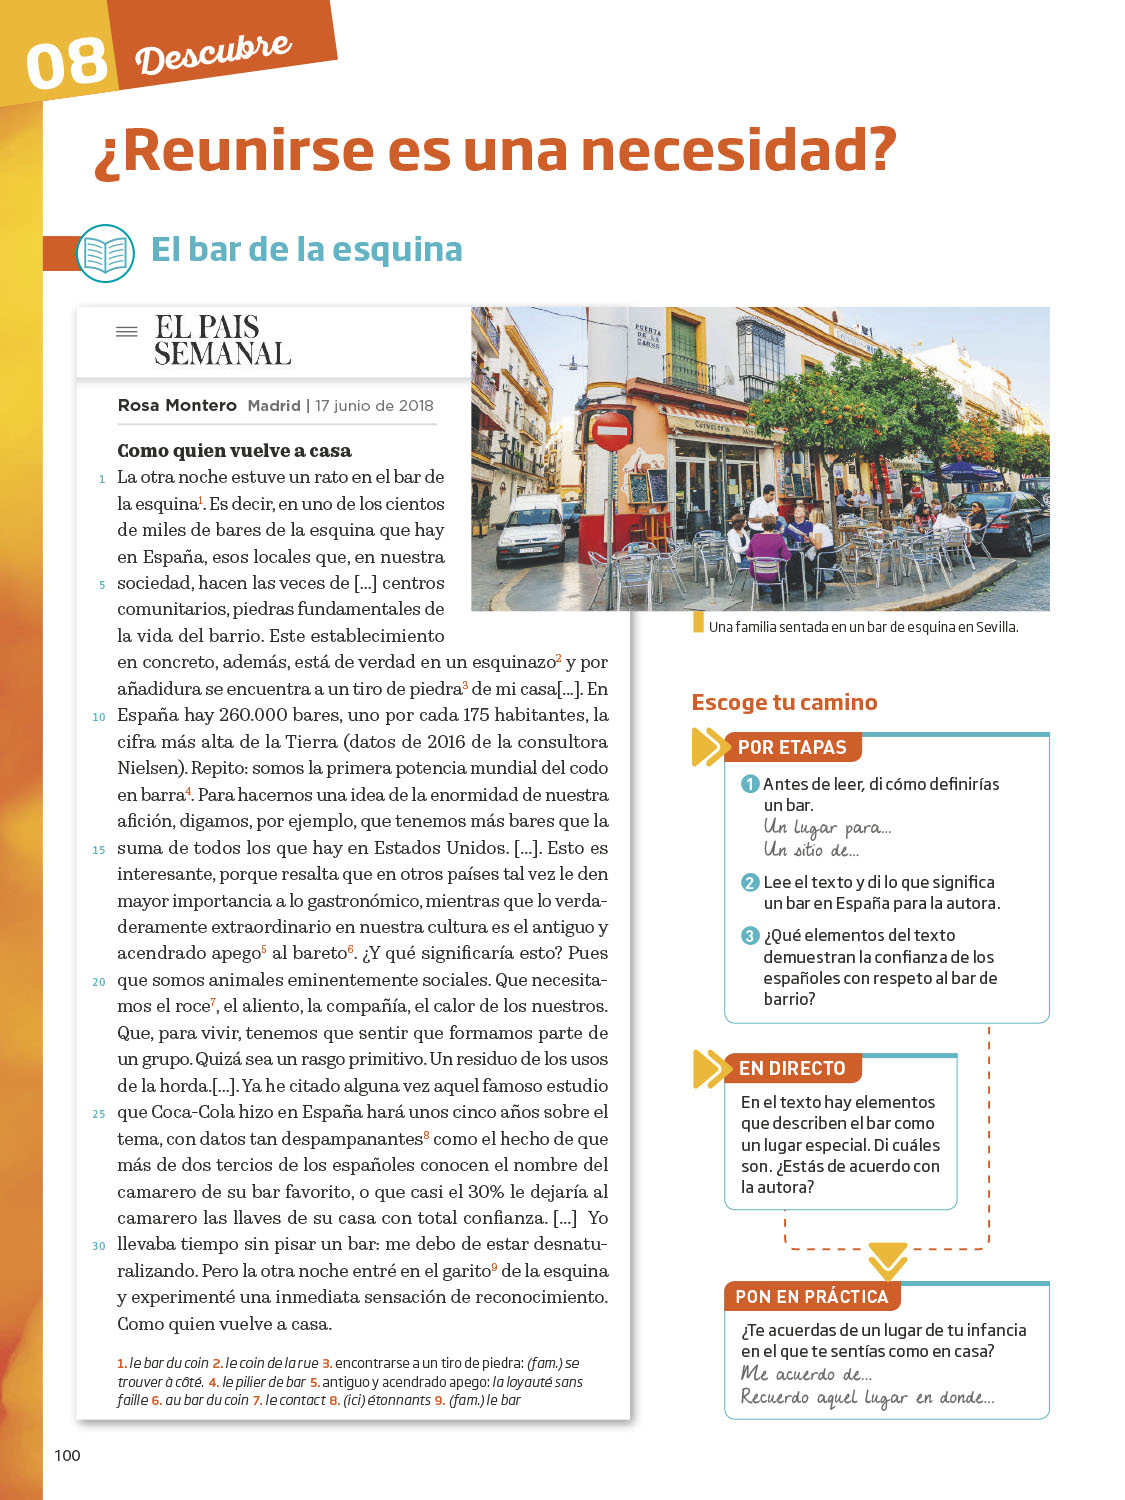 08 Descubre
¿Reunirse es una necesidad?
El bar de la esquina
EL PAIS
SEMANAL
Rosa Montero Madrid | 17 junio de 2018
Como quien vuelve a casa
1 La otra noche estuve un rato en el bar de
la esquina1. Es decir, en uno de los cientos
de miles de bares de la esquina que hay
en España, esos locales que, en nuestra
5 sociedad, hacen las veces de [...] centros
comunitarios, piedras fundamentales de
la vida del barrio. Este establecimiento
en concreto, además, está de verdad en un esquinazo2 y por
añadidura se encuentra a un tiro de piedra3 de mi casa[...]. En
10 España hay 260.000 bares, uno por cada 175 habitantes, la
cifra más alta de la Tierra (datos de 2016 de la consultora
Nielsen). Repito: somos la primera potencia mundial del codo
en barra4. Para hacernos una idea de la enormidad de nuestra
afición, digamos, por ejemplo, que tenemos más bares que la
15 suma de todos los que hay en Estados Unidos. [...]. Esto es
interesante, porque resalta que en otros países tal vez le den
mayor importancia a lo gastronómico, mientras que lo verda-
deramente extraordinario en nuestra cultura es el antiguo y
acendrado apego5 al bareto6. ¿Y qué significaría esto? Pues
20 que somos animales eminentemente sociales. Que necesita-
mos el roce7, el aliento, la compañía, el calor de los nuestros.
Que, para vivir, tenemos que sentir que formamos parte de
un grupo. Quizá sea un rasgo primitivo. Un residuo de los usos
de la horda.[...]. Ya he citado alguna vez aquel famoso estudio
25 que Coca-Cola hizo en España hará unos cinco años sobre el
tema, con datos tan despampanantes8 como el hecho de que
más de dos tercios de los españoles conocen el nombre del
camarero de su bar favorito, o que casi el 30% le dejaría al
camarero las llaves de su casa con total confianza. [...] Yo
30 llevaba tiempo sin pisar un bar: me debo de estar desnatu-
ralizando. Pero la otra noche entré en el garito9 de la esquina
y experimenté una inmediata sensación de reconocimiento.
Como quien vuelve a casa.
1. le bar du coin 2. le coin de la rue 3. encontrarse a un tiro de piedra: (fam.) se
trouver à côté. 4. le pilier de bar 5. antiguo y acendrado apego: la loyauté sans
faille 6. au bar du coin 7. le contact 8. (ici) étonnants 9. (fam.) le bar
PUERTA
DE LA
CARNE
Una familia sentada en un bar de esquina en Sevilla.
Escoge tu camino
POR ETAPAS
1 Antes de leer, di cómo definirías
un bar.
Un lugar para...
Un sitio de...
2 Lee el texto y di lo que significa
un bar en España para la autora.
3 ¿Qué elementos del texto
demuestran la confianza de los
españoles con respeto al bar de
barrio?
EN DIRECTO
En el texto hay elementos
que describen el bar como
un lugar especial. Di cuáles
son. ¿Estás de acuerdo con
la autora?
PON EN PRÁCTICA
¿Te acuerdas de un lugar de tu infancia
en el que te sentías como en casa?
Me acuerdo de...
Recuerdo aquel lugar en donde...
100